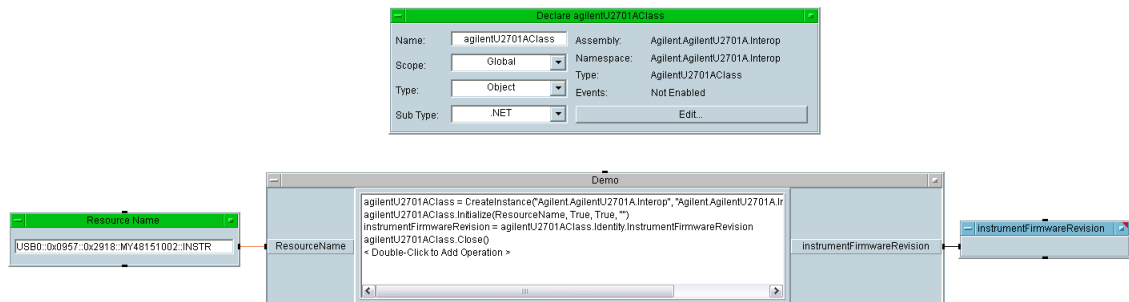 Declare agilentU2701AClass
Name: agilentU2701AClass Assembly: Agilent.AgilentU2701A.Interop
Scope: Global Namespace: Agilent.AgilentU2701A.Interop
Type: Object Type: AgilentU2701AClass
Events: Not Enabled
Sub Type: .NET Edit...
Demo
agilentU2701AClass = CreateInstance("Agilent.AgilentU2701A.Interop", "Agilent.AgilentU2701A.Ir
Resource Name agilentU2701AClass.Initialize(ResourceName, True, True, "") instrumentFirmwareRevision
instrumentFirmwareRevision = agilentU2701AClass.Identity.InstrumentFirmwareRevision
USB0::0x0957::0x2918::MY48151002::INSTR ResourceName agilentU2701AClass.Close() instrumentFirmwareRevision
< Double-Click to Add Operation >